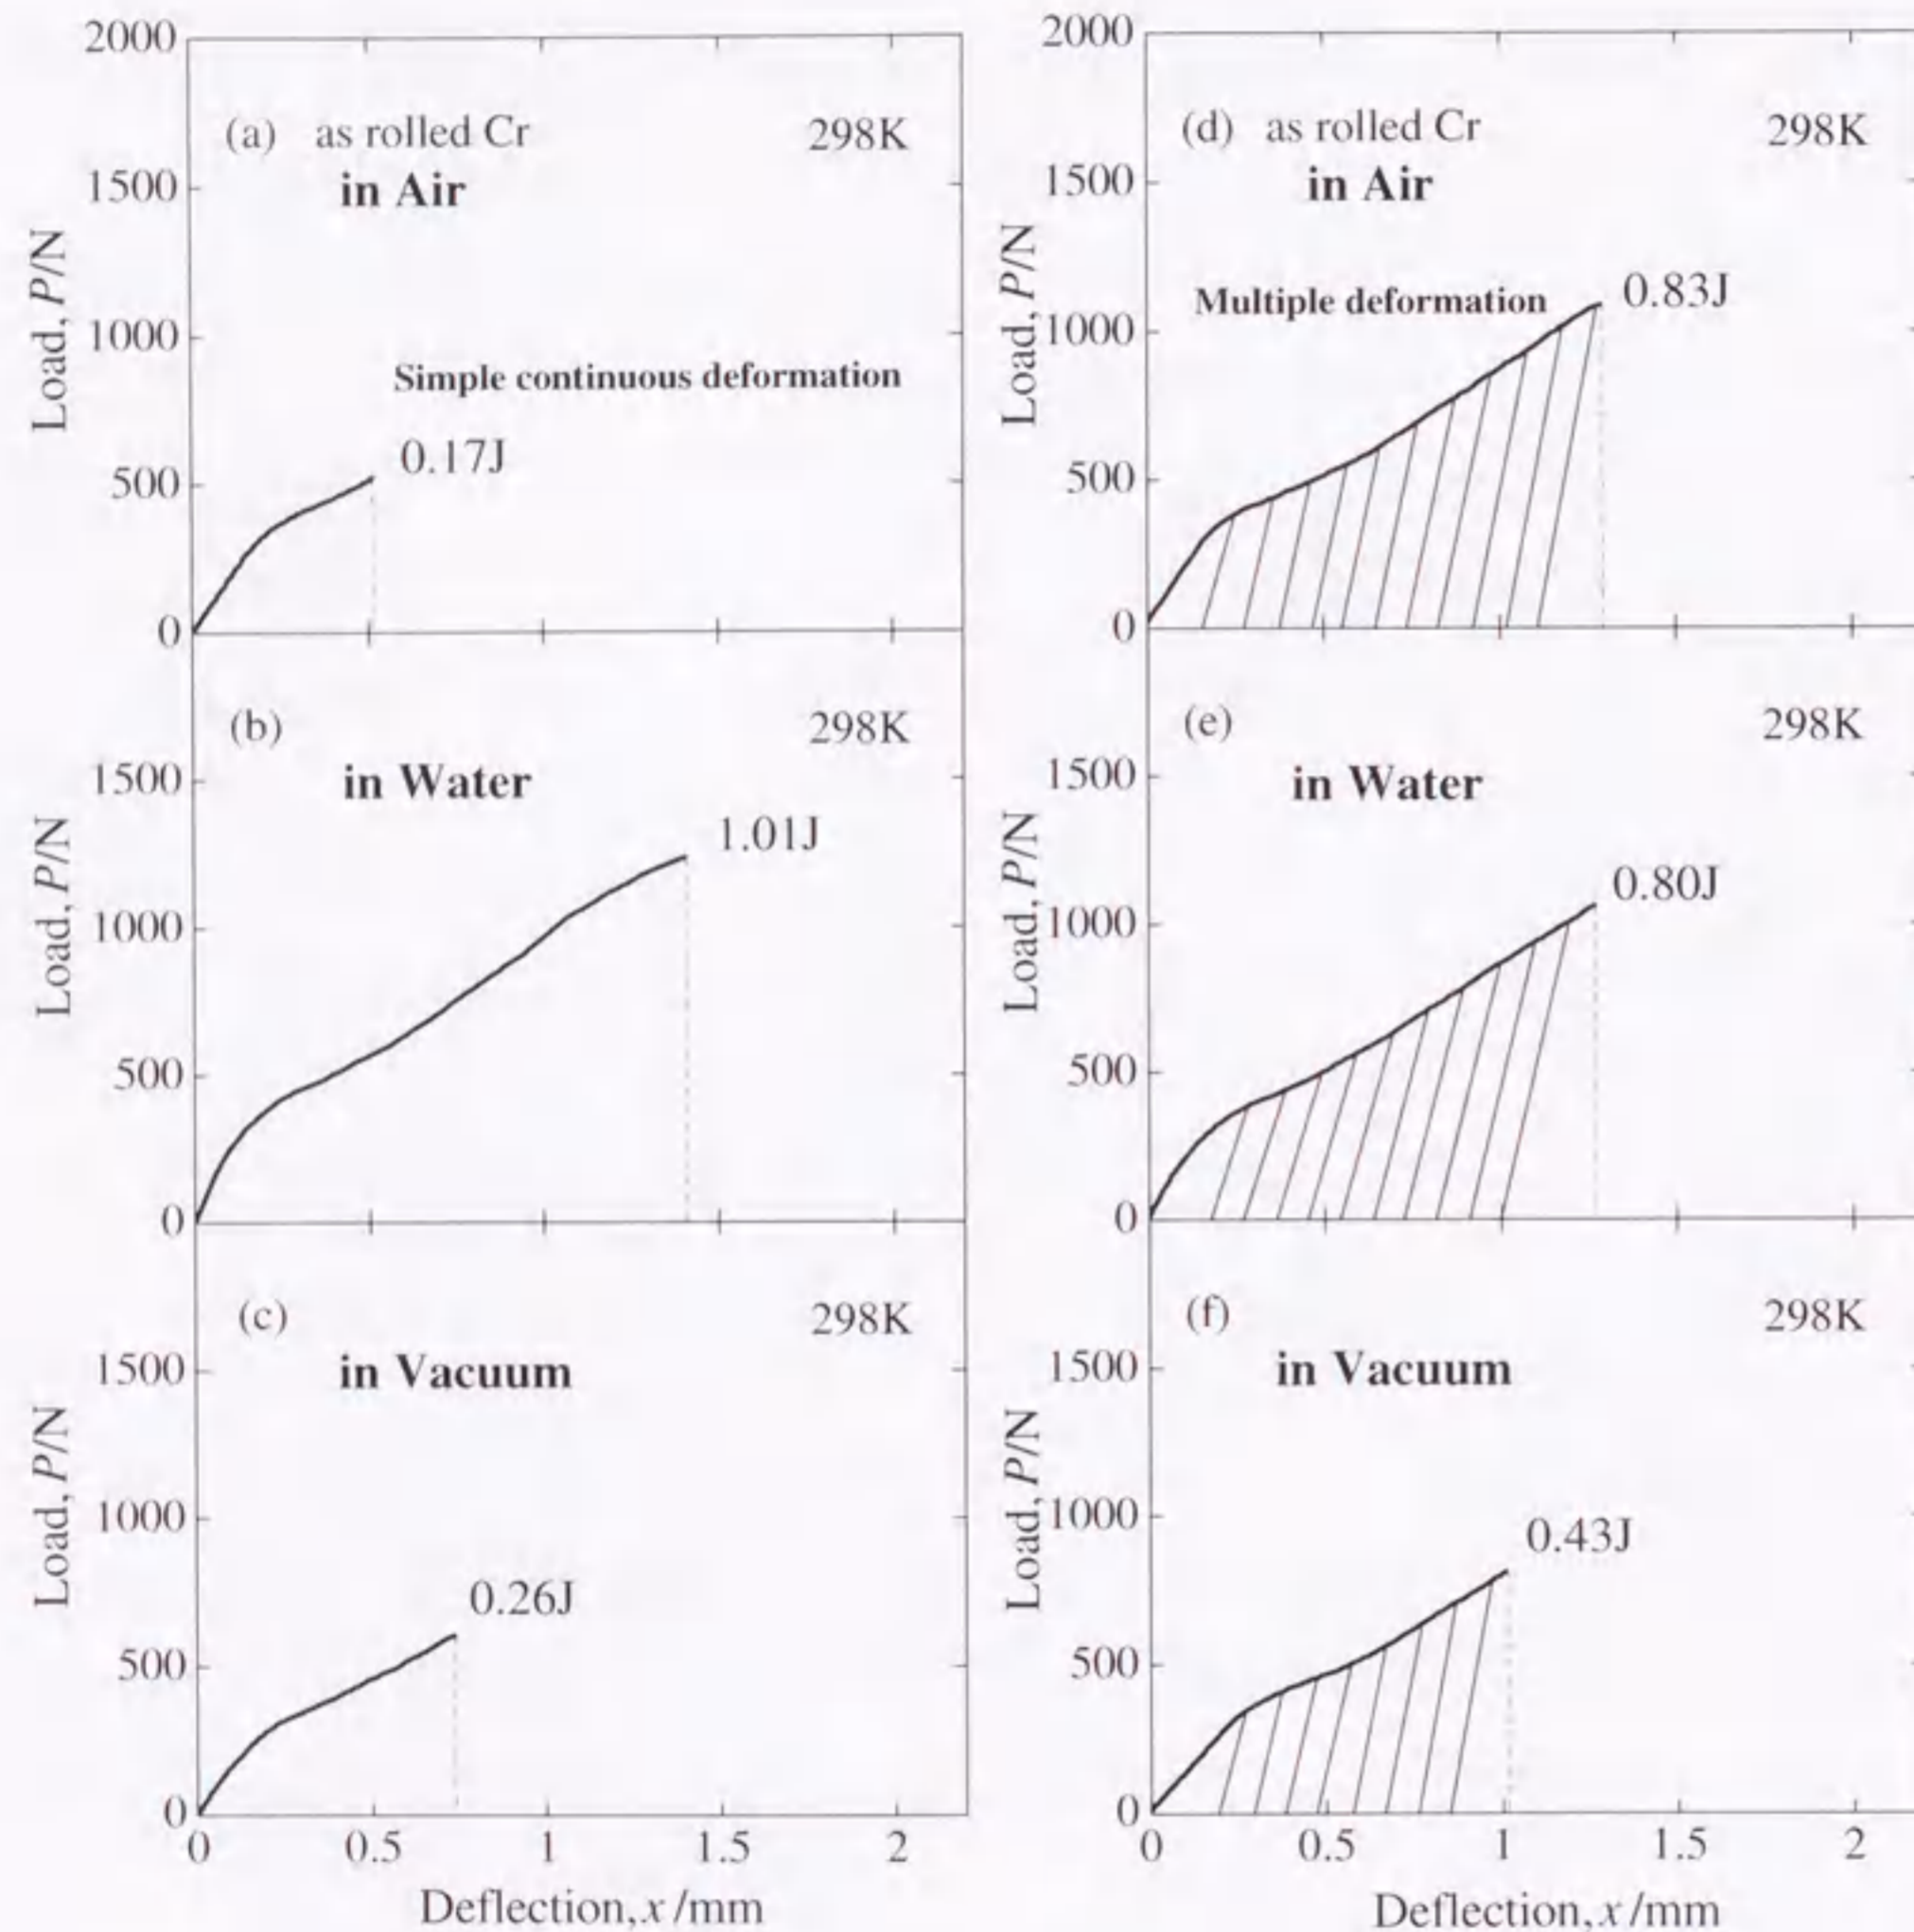 2000
(a) as rolled Cr 298K
in Air
1500
1000
Simple continuous deformation
0.17J
500
0
Load, P/N
(b) 298K
in Water
1500
1.01J
1000
500
0
Load, P/N
(c) 298K
in Vacuum
1500
1000
0.26J
500
0
Load, P/N
0 0.5 1 1.5 2
Deflection, x /mm
2000
(d) as rolled Cr 298K
in Air
1500
Multiple deformation
0.83J
1000
500
0
Load, P/N
(e) 298K
in Water
1500
0.80J
1000
500
0
Load, P/N
(f) 298K
in Vacuum
1500
1000
0.43J
500
0
Load, P/N
0 0.5 1 1.5 2
Deflection, x /mm